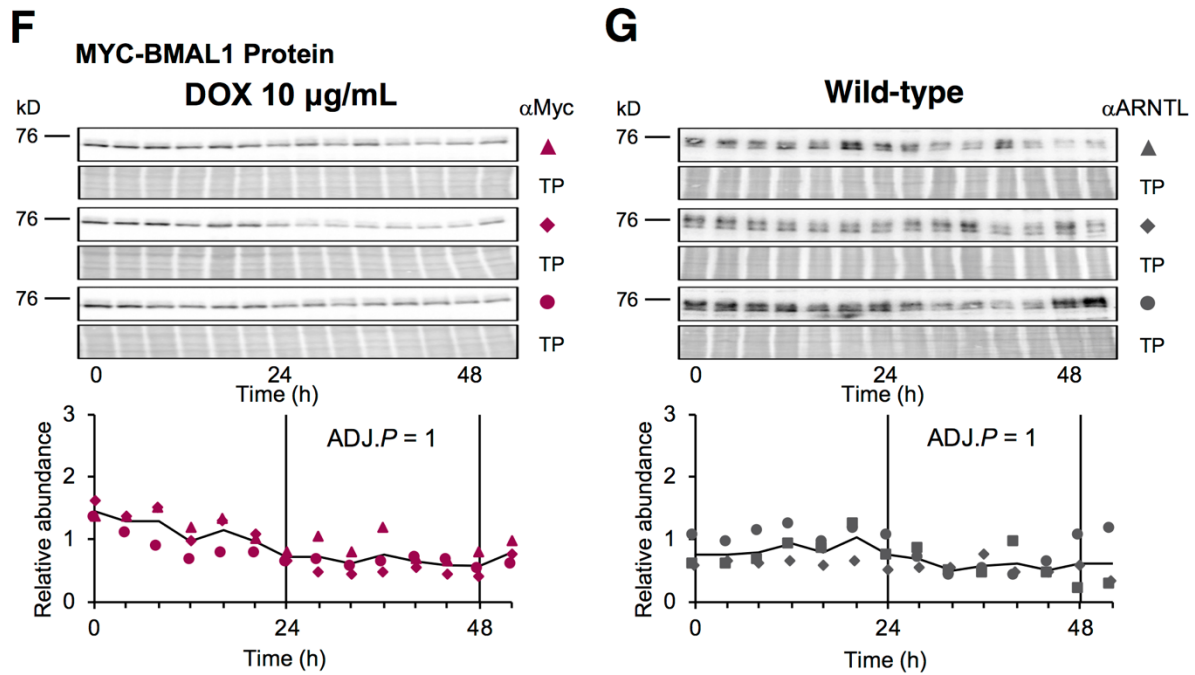 F
MYC-BMAL1 Protein
DOX 10 µg/mL
kD
αMyc
76
TP
76
TP
76
TP
0 24 48
Time (h)
3
2
1
0
Relative abundance
ADJ.P = 1
0 24 48
Time (h)
G
Wild-type
kD
αARNTL
76
TP
76
TP
76
TP
0 24 48
Time (h)
3
2
1
0
Relative abundance
ADJ.P = 1
0 24 48
Time (h)